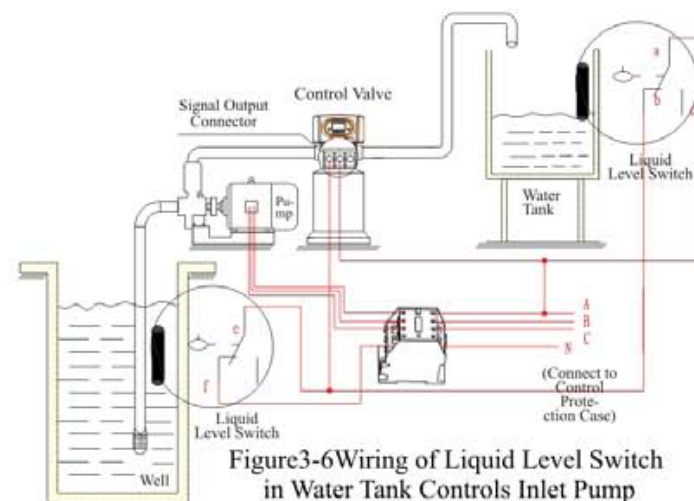 Control Valve
Signal Output
Connector
Pu-
mp
a
b
Liquid
Level Switch
Water
Tank
A
B
C
N
e
f
(Connect to
Control
Prote-
ction Case)
Liquid
Level Switch
Well
Figure3-6Wiring of Liquid Level Switch
in Water Tank Controls Inlet Pump